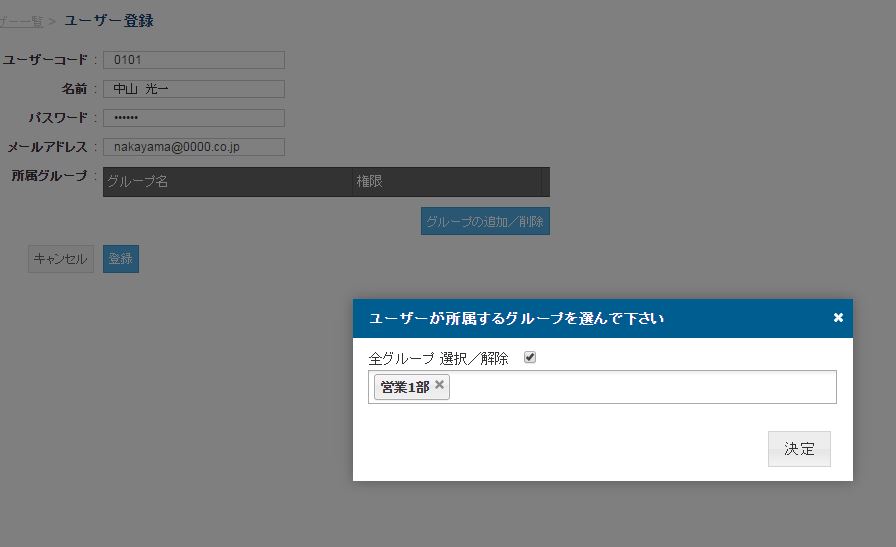 ザー一覧 > ユーザー登録
ユーザーコード : 0101
名前 : 中山 光一
パスワード : ••••••
メールアドレス : nakayama@0000.co.jp
所属グループ : グループ名 権限
グループの追加／削除
キャンセル 登録
ユーザーが所属するグループを選んで下さい ×
全グループ 選択／解除
営業1部 ×
決定